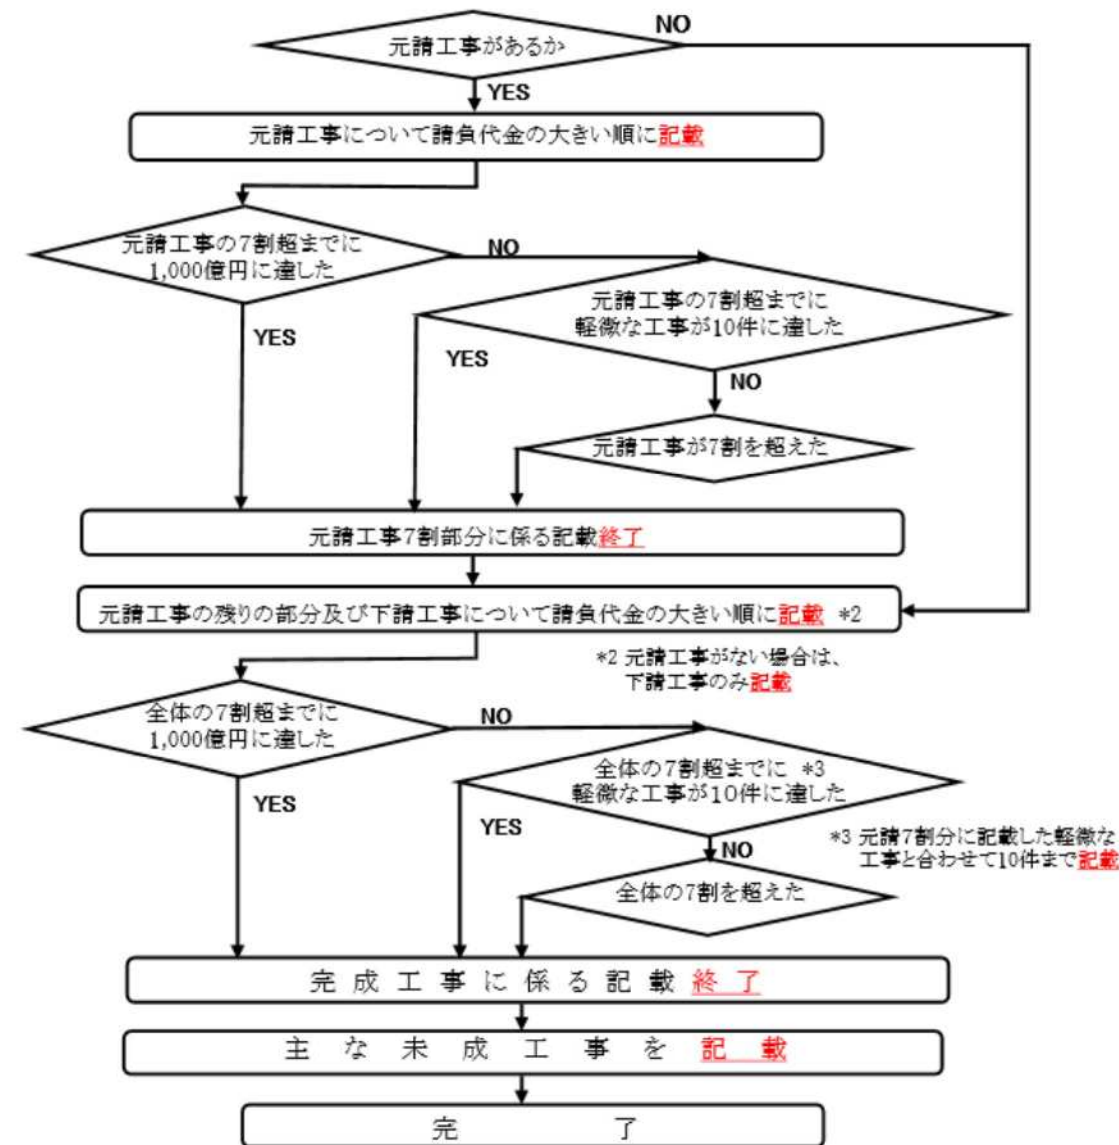 元請工事があるか
NO
YES
元請工事について請負代金の大きい順に記載
元請工事の7割超までに
1,000億円に達した
NO
元請工事の7割超までに
軽微な工事が10件に達した
YES
YES
NO
元請工事が7割を超えた
元請工事7割部分に係る記載終了
元請工事の残りの部分及び下請工事について請負代金の大きい順に記載 *2
*2 元請工事がない場合は、
下請工事のみ記載
全体の7割超までに
1,000億円に達した
NO
全体の7割超までに *3
軽微な工事が10件に達した
YES
YES
*3 元請7割分に記載した軽微な
工事と合わせて10件まで記載
NO
全体の7割を超えた
完成工事に係る記載終了
主な未成工事を記載
完了